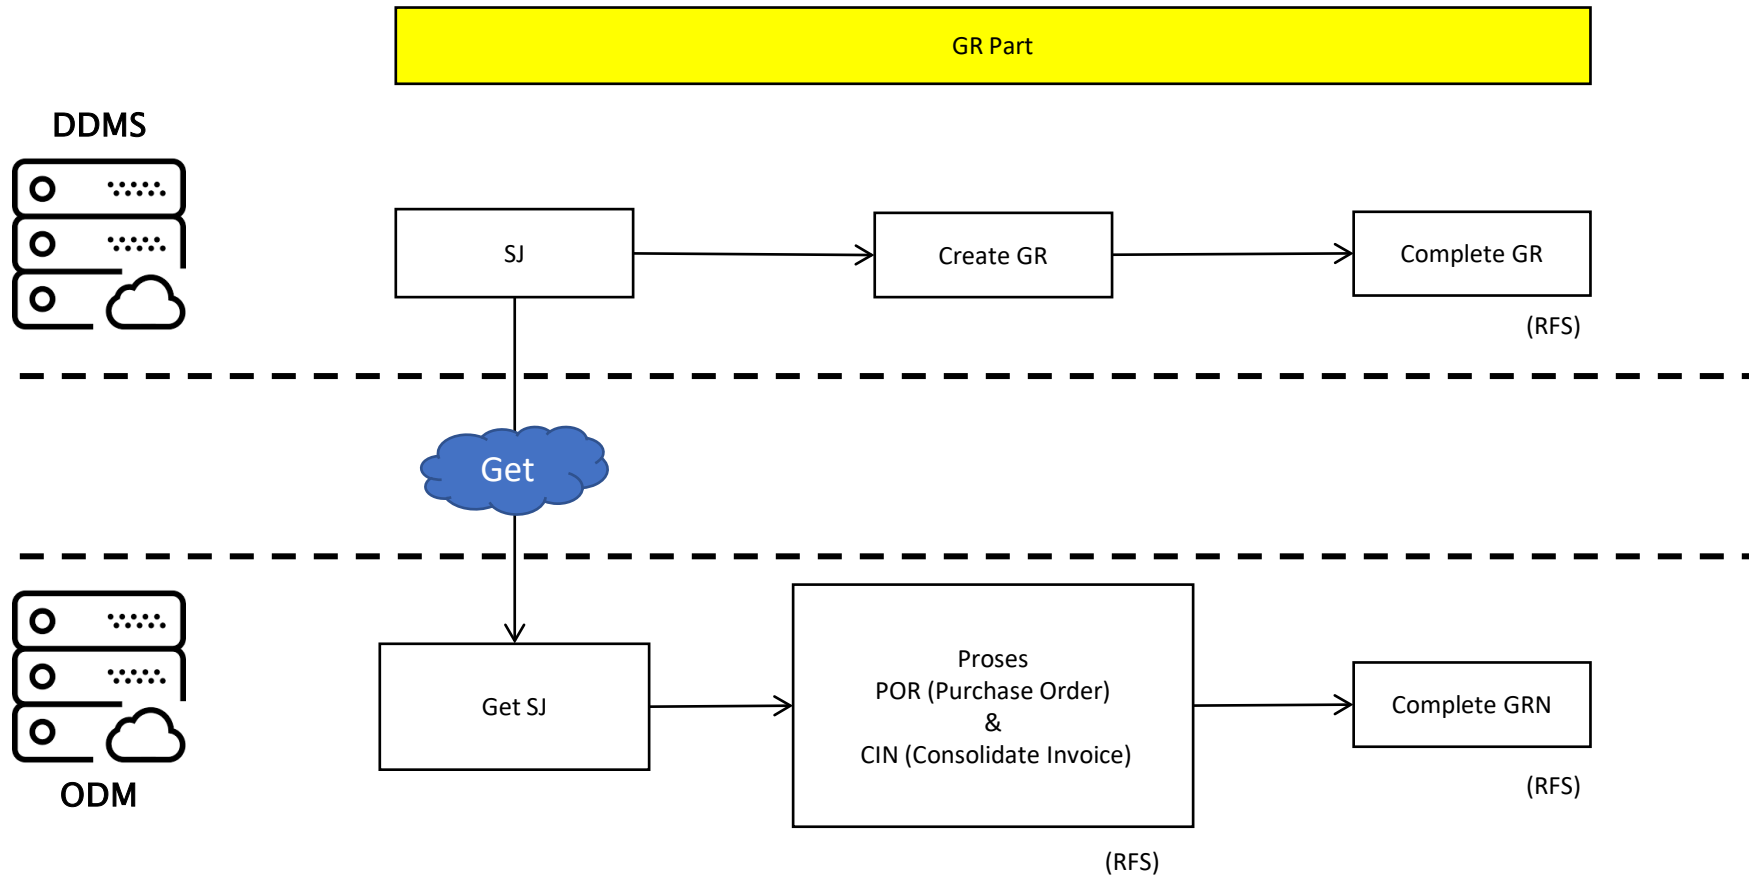 GR Part
DDMS
SJ
Create GR
Complete GR
(RFS)
Get
Get SJ
Proses
POR (Purchase Order)
&
CIN (Consolidate Invoice)
Complete GRN
(RFS)
ODM
(RFS)